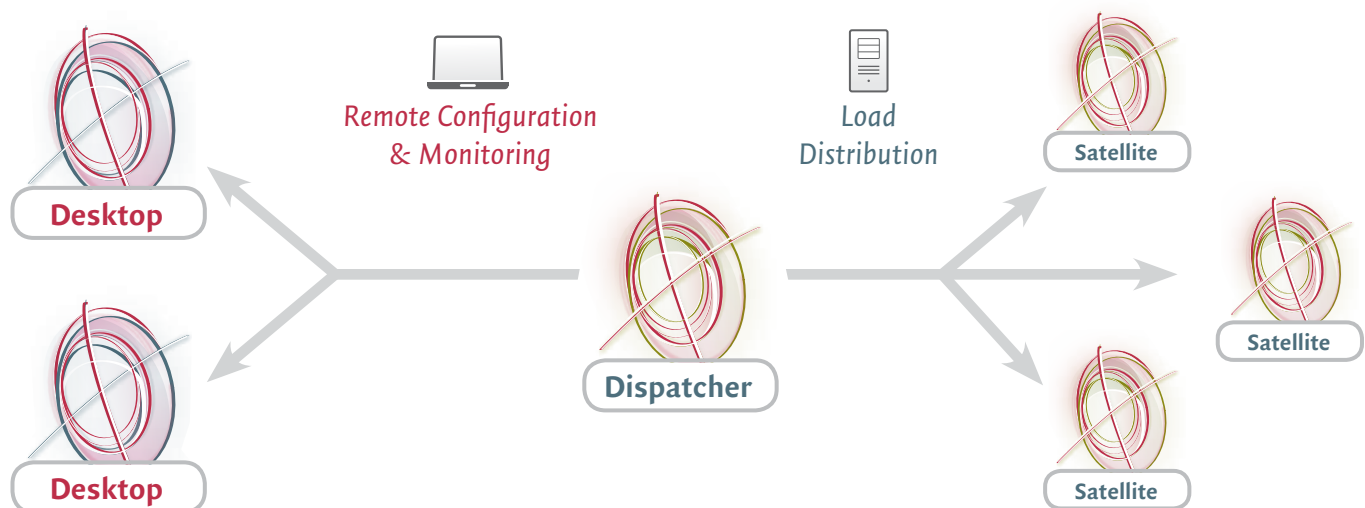 Remote Configuration
& Monitoring
Load
Distribution
Satellite
Desktop
Satellite
Dispatcher
Desktop
Satellite